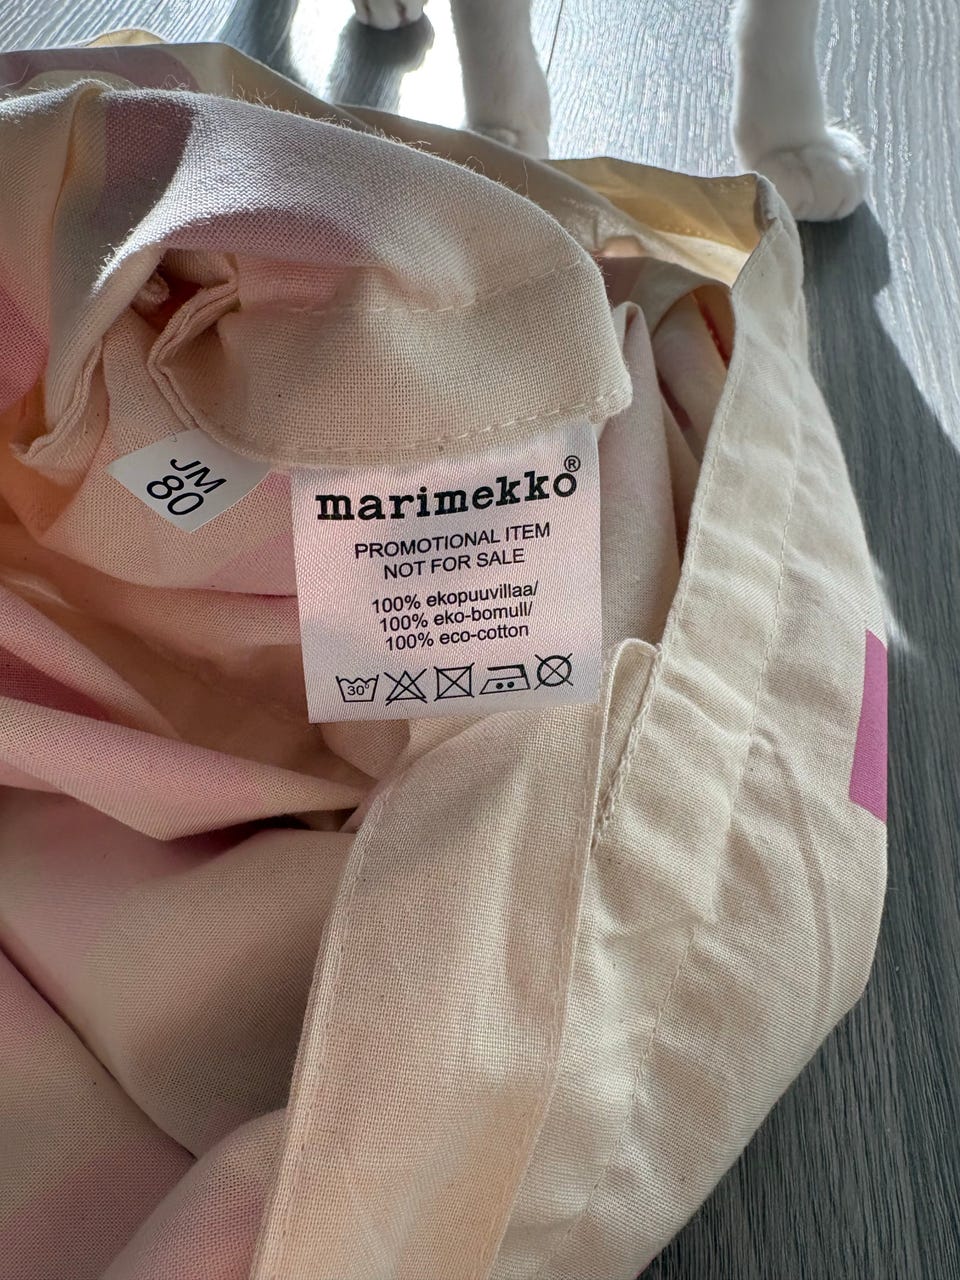 JM
80
marimekko®
PROMOTIONAL ITEM
NOT FOR SALE
100% ekopuuvillaa/
100% eko-bomull/
100% eco-cotton
30°